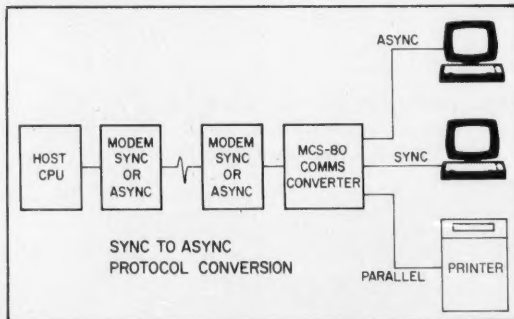 HOST
CPU
MODEM
SYNC
OR
ASYNC
MODEM
SYNC
OR
ASYNC
MCS-80
COMMS
CONVERTER
ASYNC
SYNC
PARALLEL
PRINTER
SYNC TO ASYNC
PROTOCOL CONVERSION